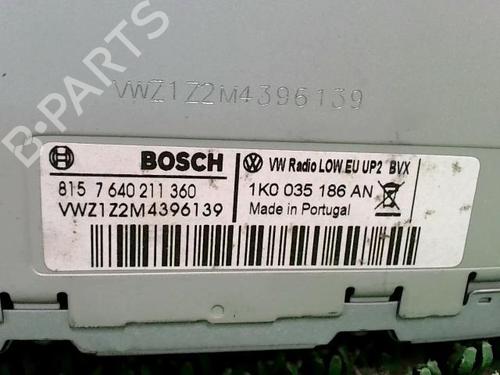 VWZ1Z2M4396139
BOSCH
VW Radio LOW EU UP2 BVX
815 7 640 211 360
1K0 035 186 AN
VWZ1Z2M4396139
Made in Portugal
B-PARTS